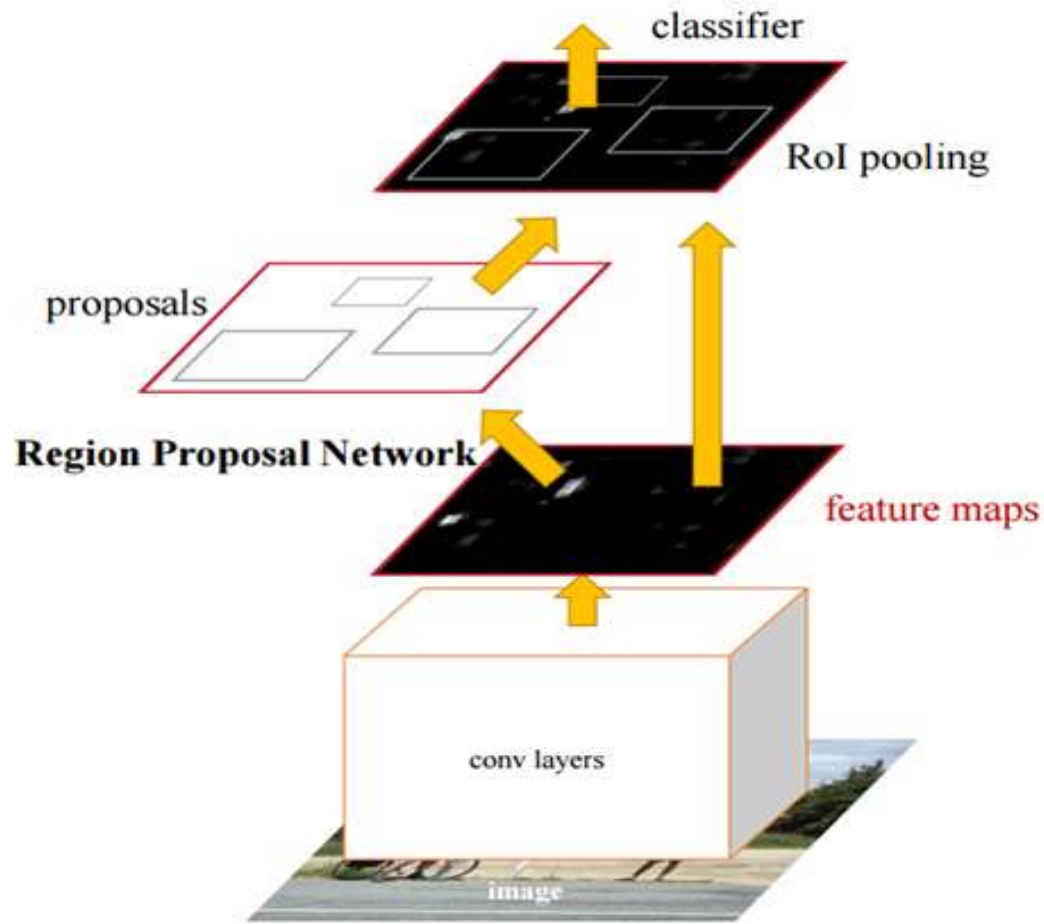 classifier
RoI pooling
proposals
Region Proposal Network
feature maps
conv layers
image